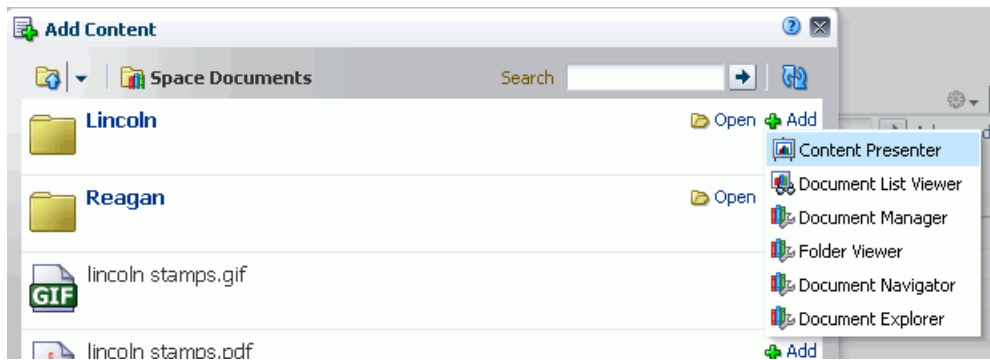 Add Content
Space Documents
Search
Lincoln
Open
Add
Content Presenter
Document List Viewer
Reagan
Open
Document Manager
Folder Viewer
lincoln stamps.gif
GIF
Document Navigator
Document Explorer
lincoln stamps.pdf
Add